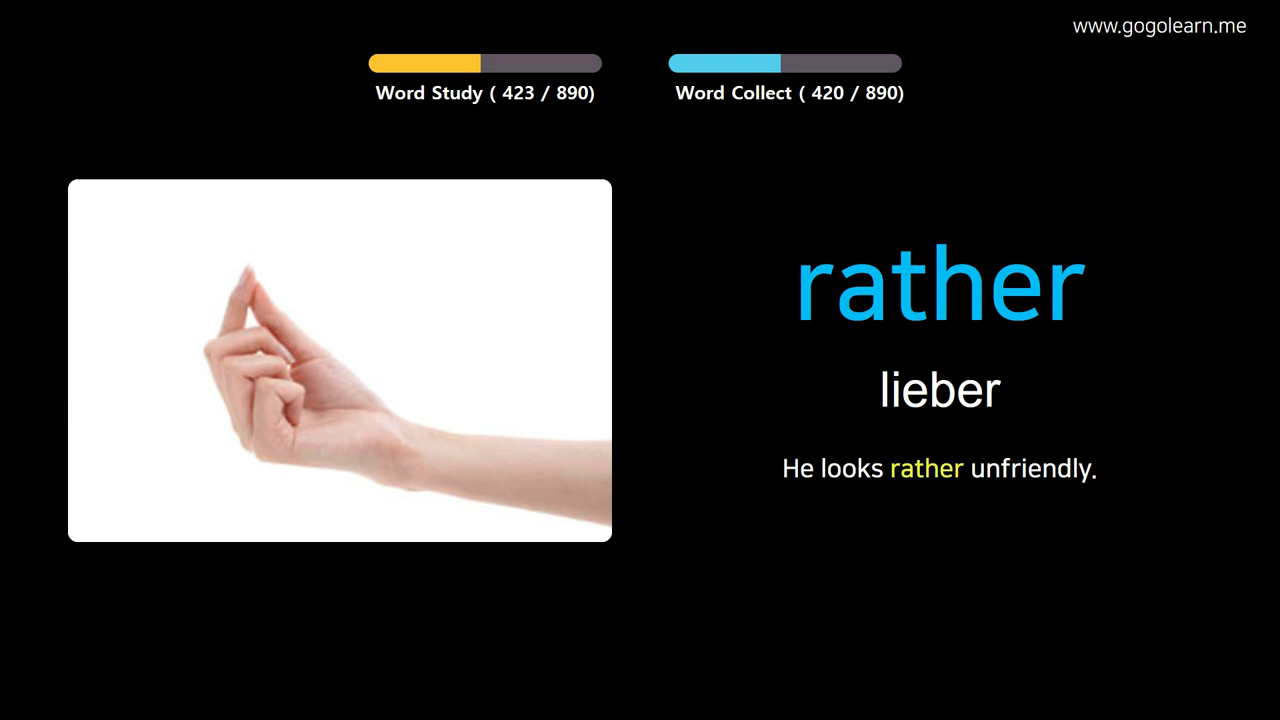 www.gogolearn.me
Word Study ( 423 / 890)
Word Collect ( 420 / 890)
rather
lieber
He looks rather unfriendly.